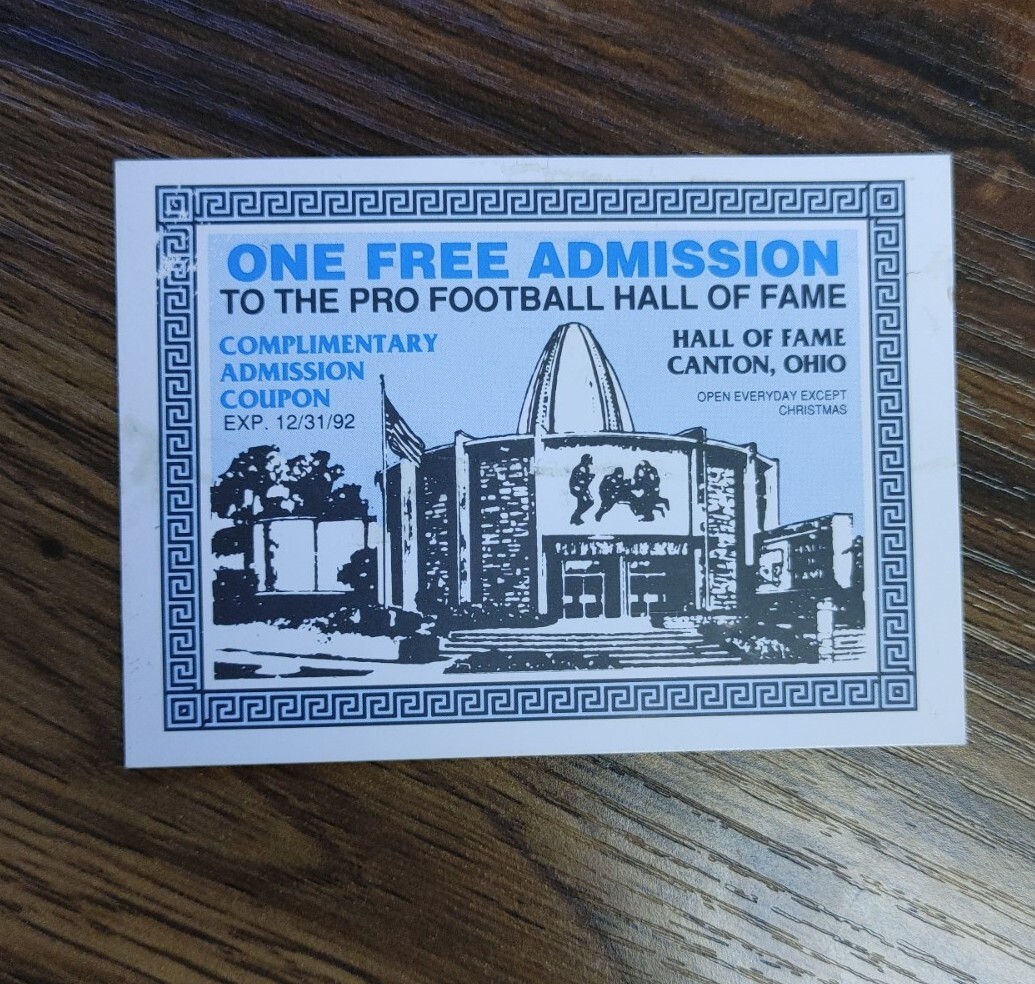 ONE FREE ADMISSION
TO THE PRO FOOTBALL HALL OF FAME
COMPLIMENTARY
ADMISSION
COUPON
EXP. 12/31/92
HALL OF FAME
CANTON, OHIO
OPEN EVERYDAY EXCEPT
CHRISTMAS